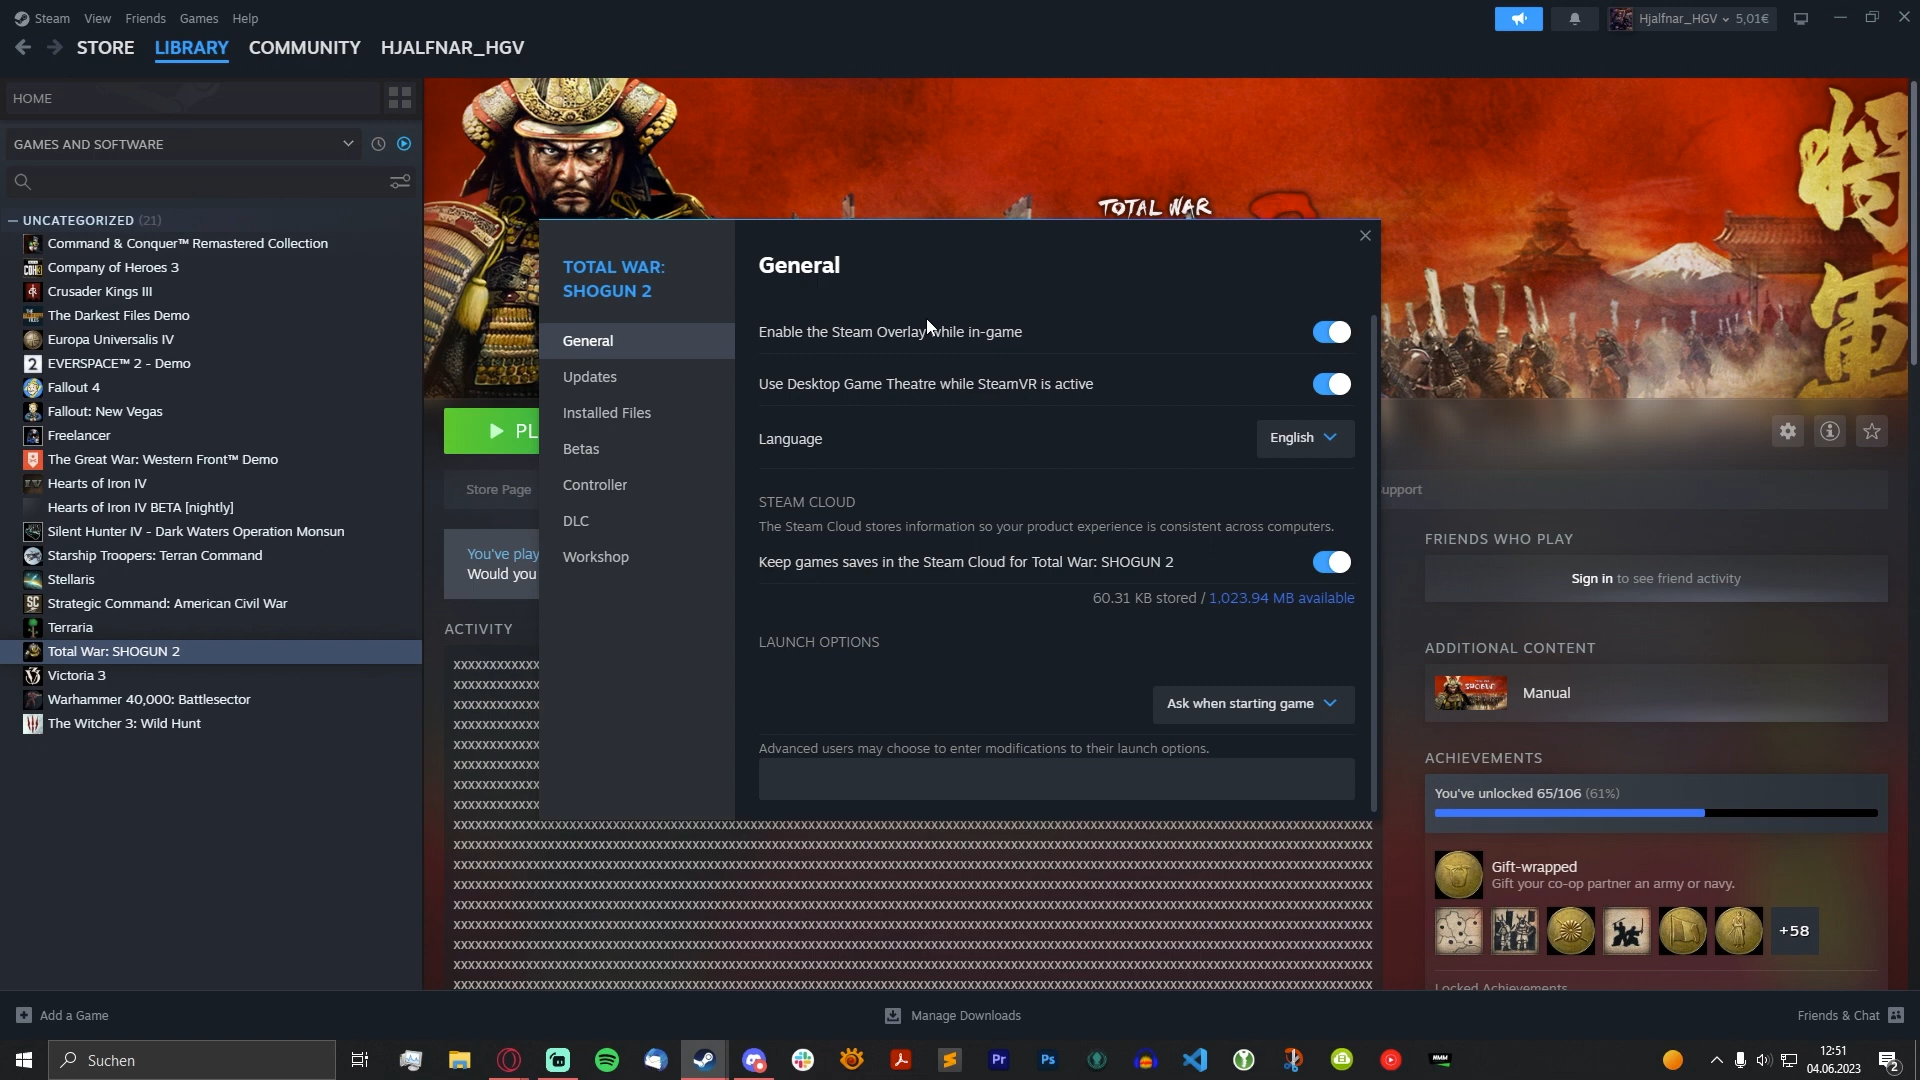 Steam View Friends Games Help
Hjalfnar_HGV 5,01€
STORE LIBRARY COMMUNITY HJALFNAR_HGV
HOME
GAMES AND SOFTWARE
UNCATEGORIZED (21)
Command & Conquer™ Remastered Collection
Company of Heroes 3
Crusader Kings III
The Darkest Files Demo
Europa Universalis IV
EVERSPACE™ 2 - Demo
Fallout 4
Fallout: New Vegas
Freelancer
The Great War: Western Front™ Demo
Hearts of Iron IV
Hearts of Iron IV BETA [nightly]
Silent Hunter IV - Dark Waters Operation Monsun
Starship Troopers: Terran Command
Stellaris
Strategic Command: American Civil War
Terraria
Total War: SHOGUN 2
Victoria 3
Warhammer 40,000: Battlesector
The Witcher 3: Wild Hunt
TOTAL WAR
将軍
PL
Store Page
upport
You've play
Would you
ACTIVITY
TOTAL WAR:
SHOGUN 2
General
Updates
Installed Files
Betas
Controller
DLC
Workshop
General
Enable the Steam Overlay while in-game
Use Desktop Game Theatre while SteamVR is active
Language English
STEAM CLOUD
The Steam Cloud stores information so your product experience is consistent across computers.
Keep games saves in the Steam Cloud for Total War: SHOGUN 2
60.31 KB stored / 1,023.94 MB available
LAUNCH OPTIONS
Ask when starting game
Advanced users may choose to enter modifications to their launch options.
FRIENDS WHO PLAY
Sign in to see friend activity
ADDITIONAL CONTENT
SHOGUN
Manual
ACHIEVEMENTS
You've unlocked 65/106 (61%)
Gift-wrapped
Gift your co-op partner an army or navy.
+58
Locked Achievements
Add a Game
Manage Downloads
Friends & Chat
Suchen
Pr
Ps
12:51
04.06.2023
2